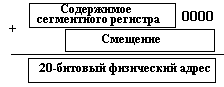 Содержимое
сегментного регистра 0000
+
Смещение
20-битовый физический адрес